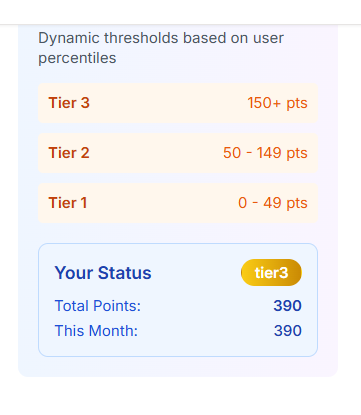 Dynamic thresholds based on user
percentiles
Tier 3 150+ pts
Tier 2 50 - 149 pts
Tier 1 0 - 49 pts
Your Status tier3
Total Points: 390
This Month: 390